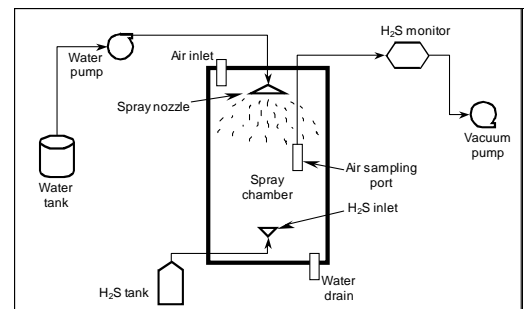 H₂S monitor
Air inlet
Water
pump
Spray nozzle
Vacuum
pump
Air sampling
port
Spray
chamber
Water
tank
H₂S inlet
H₂S tank
Water
drain